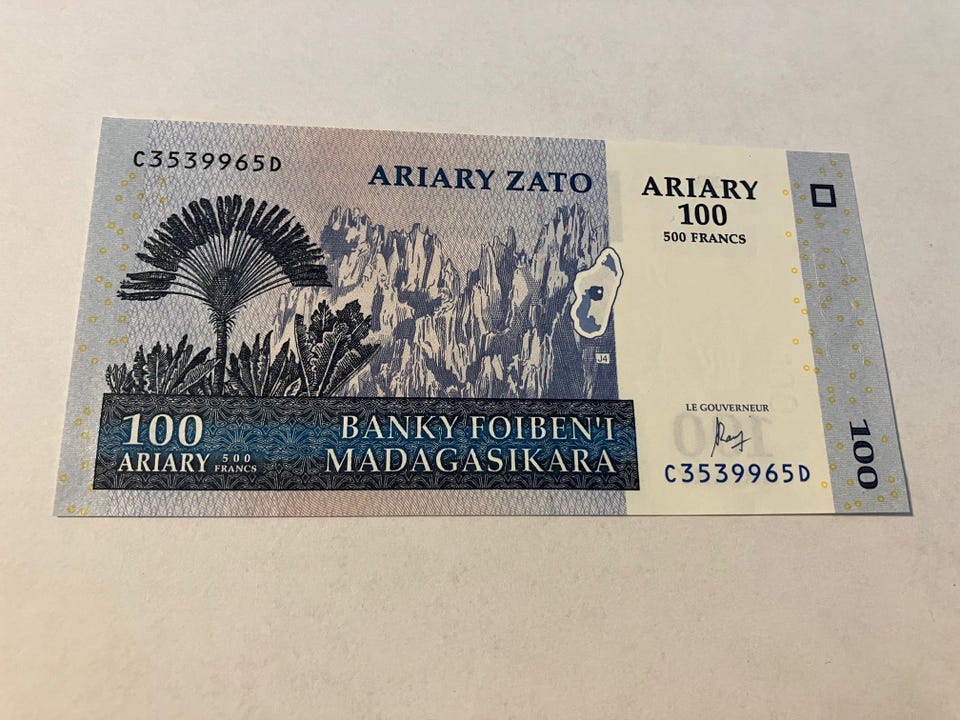 C3539965D
ARIARY ZATO
ARIARY
100
500 FRANCS
J4
LE GOUVERNEUR
100
C3539965D
100
ARIARY 500 FRANCS
BANKY FOIBEN'I
MADAGASIKARA
100